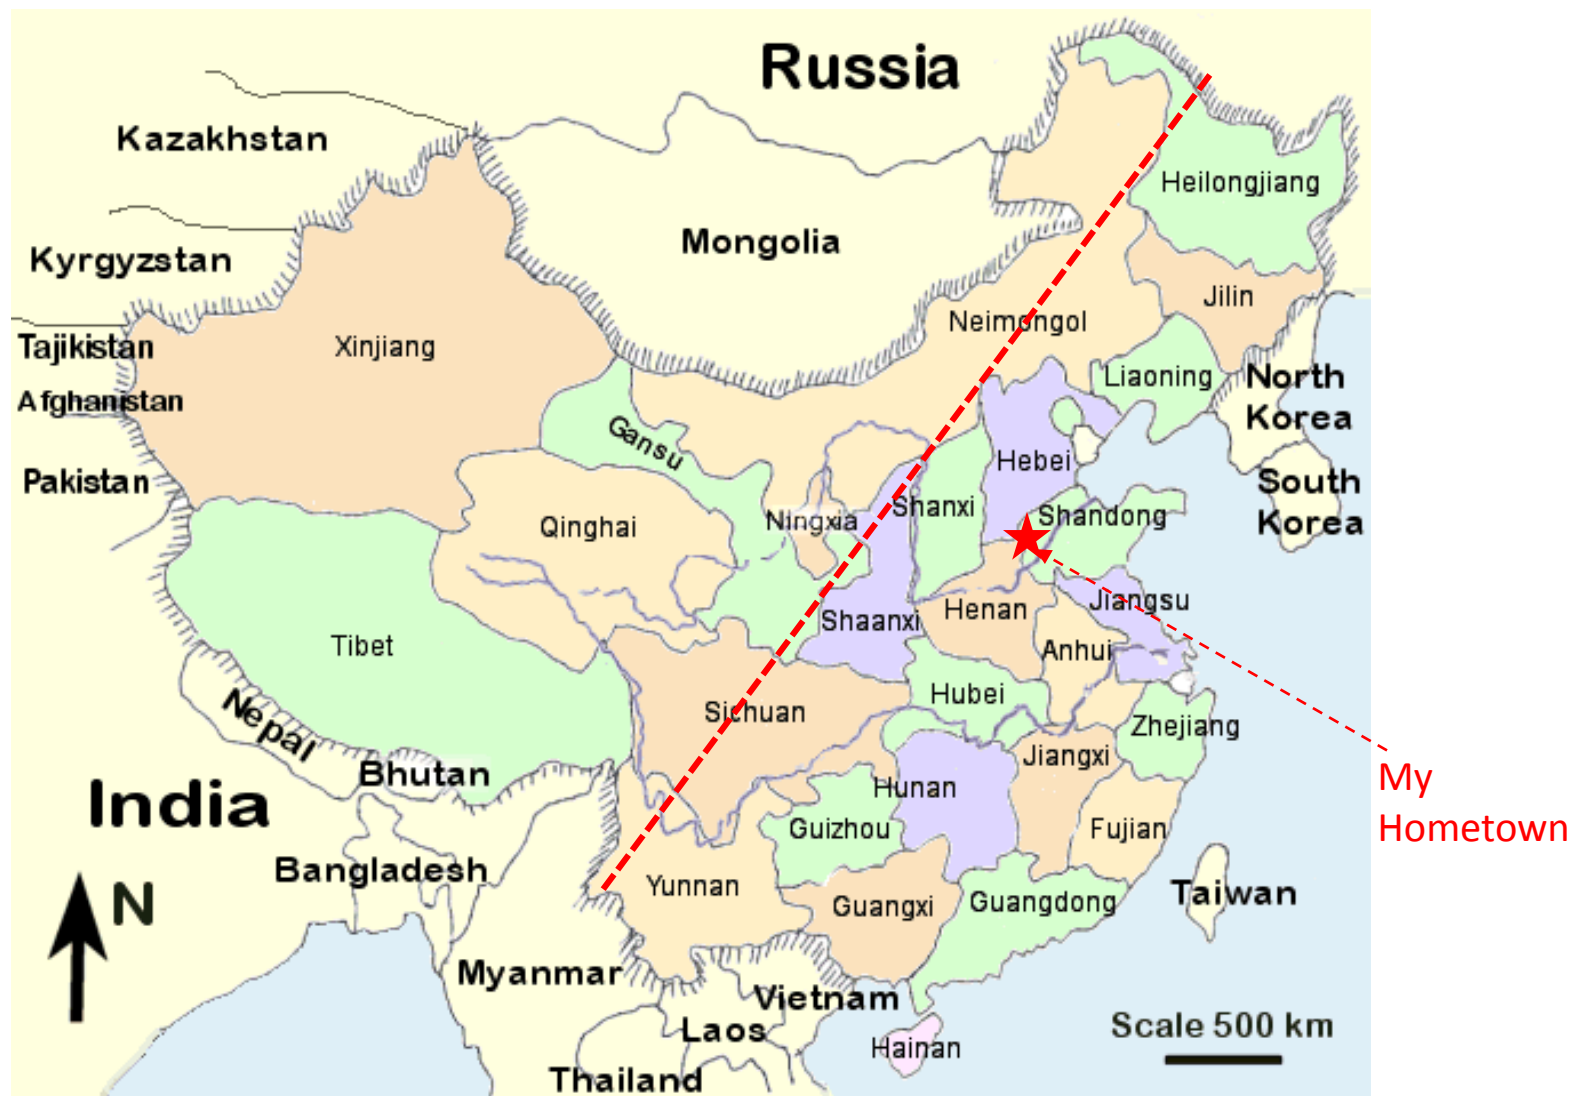 Russia
Kazakhstan
Heilongjiang
Mongolia
Kyrgyzstan
Jilin
Neimongol
Tajikistan
Xinjiang
Liaoning
North
Korea
Afghanistan
Gansu
Hebei
Pakistan
South
Korea
Shanxi
Shandong
Ningxia
Qinghai
Jiangsu
Henan
Shaanxi
Tibet
Anhui
Hubei
Sichuan
Nepal
Zhejiang
Jiangxi
Bhutan
My
Hometown
India
Hunan
Guizhou
Fujian
Bangladesh
Yunnan
Taiwan
Guangxi
Guangdong
N
Myanmar
Vietnam
Laos
Scale 500 km
Hainan
Thailand